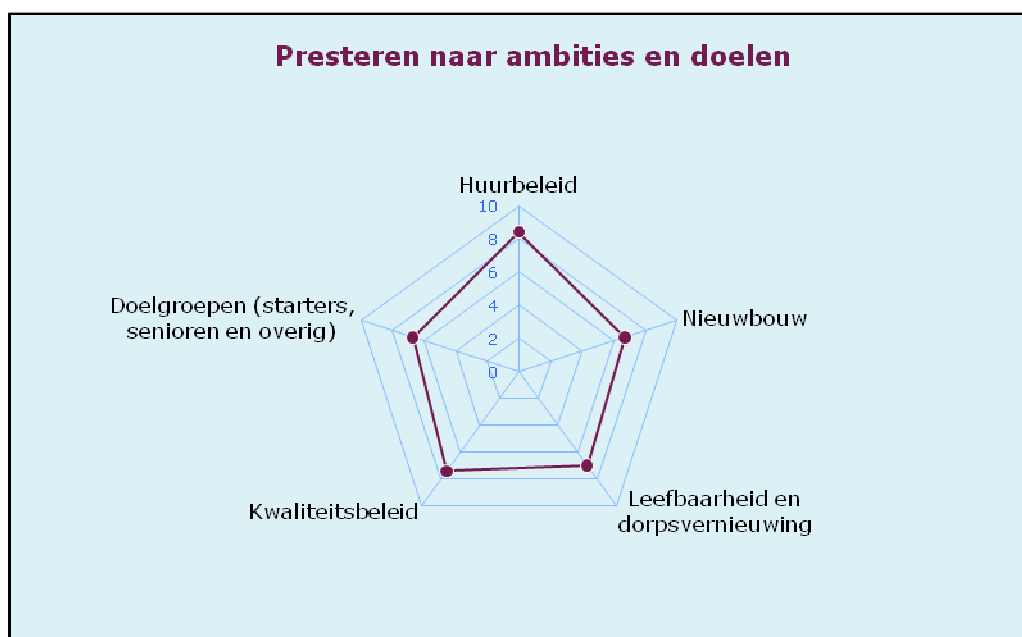 Presteren naar ambities en doelen
Huurbeleid
10
8
6
4
2
0
Doelgroepen (starters,
senioren en overig)
Nieuwbouw
Kwaliteitsbeleid
Leefbaarheid en
dorpsvernieuwing